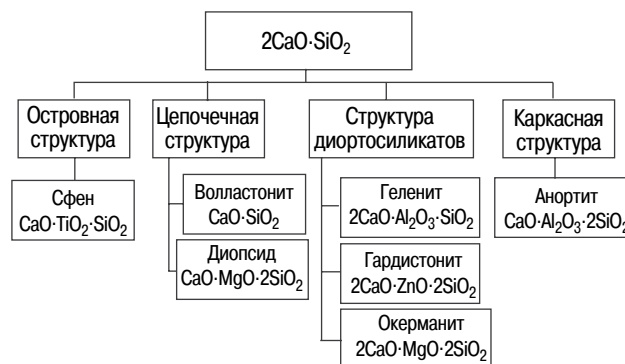 2CaO·SiO₂
Островная
структура
Цепочечная
структура
Структура
диортосиликатов
Каркасная
структура
Сфен
CaO·TiO₂·SiO₂
Волластонит
CaO·SiO₂
Диопсид
CaO·MgO·2SiO₂
Геленит
2CaO·Al₂O₃·SiO₂
Гардистонит
2CaO·ZnO·2SiO₂
Окерманит
2CaO·MgO·2SiO₂
Анортит
CaO·Al₂O₃·2SiO₂